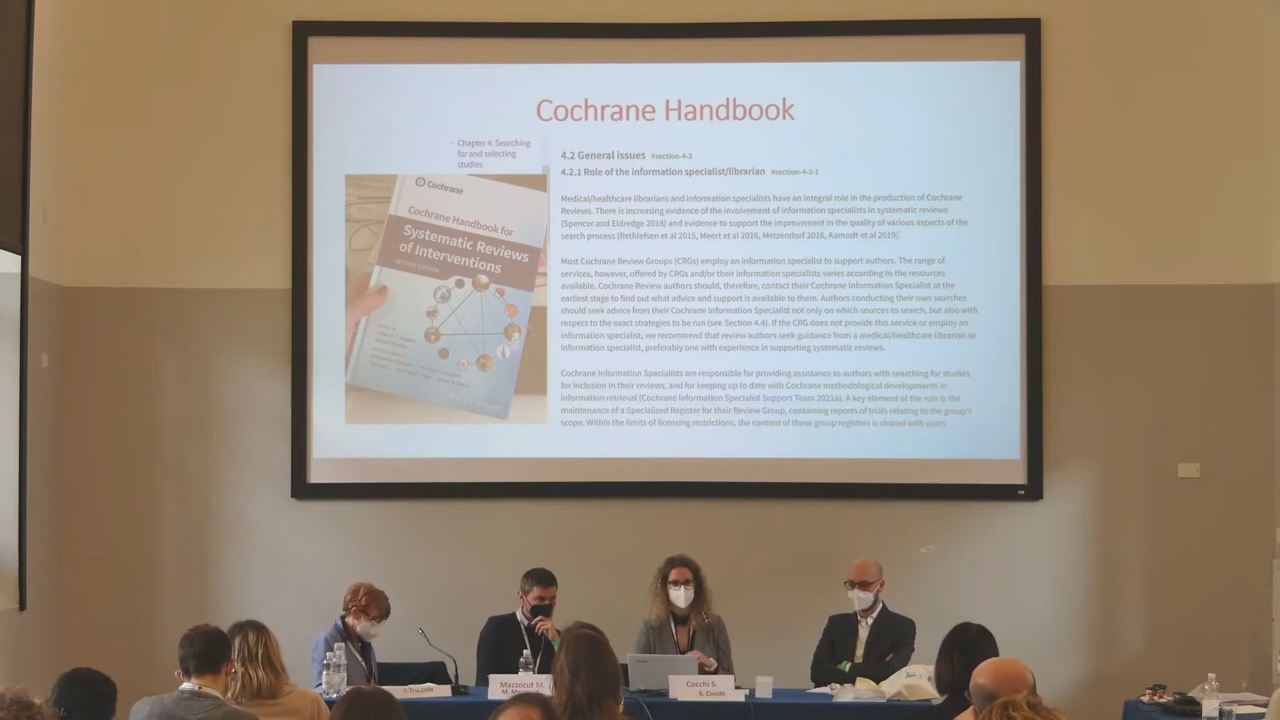 Cochrane Handbook
Chapter 4: Searching
for and selecting
studies
Cochrane
Cochrane Handbook for
Systematic Reviews
of Interventions
SECOND EDITION
4.2 General issues #section-4-2
4.2.1 Role of the information specialist/librarian #section-4-2-1
Medical/healthcare librarians and information specialists have an integral role in the production of Cochrane
Reviews. There is increasing evidence of the involvement of information specialists in systematic reviews
(Spencer and Eldredge 2018) and evidence to support the improvement in the quality of various aspects of the
search process (Rethlefsen et al 2015, Meert et al 2016, Metzendorf 2016, Aamodt et al 2019).
Most Cochrane Review Groups (CRGs) employ an information specialist to support authors. The range of
services, however, offered by CRGs and/or their information specialists varies according to the resources
available. Cochrane Review authors should, therefore, contact their Cochrane Information Specialist at the
earliest stage to find out what advice and support is available to them. Authors conducting their own searches
should seek advice from their Cochrane Information Specialist not only on which sources to search, but also with
respect to the exact strategies to be run (see Section 4.4). If the CRG does not provide this service or employ an
information specialist, we recommend that review authors seek guidance from a medical/healthcare librarian or
information specialist, preferably one with experience in supporting systematic reviews.
Cochrane Information Specialists are responsible for providing assistance to authors with searching for studies
for inclusion in their reviews, and for keeping up to date with Cochrane methodological developments in
information retrieval (Cochrane Information Specialist Support Team 2021a). A key element of the role is the
maintenance of a Specialized Register for their Review Group, containing reports of trials relating to the group's
scope. Within the limits of licensing restrictions, the content of these group registers is shared with users
I. Truccolo
Mazzocut M.
Cocchi S.
S. Cocchi